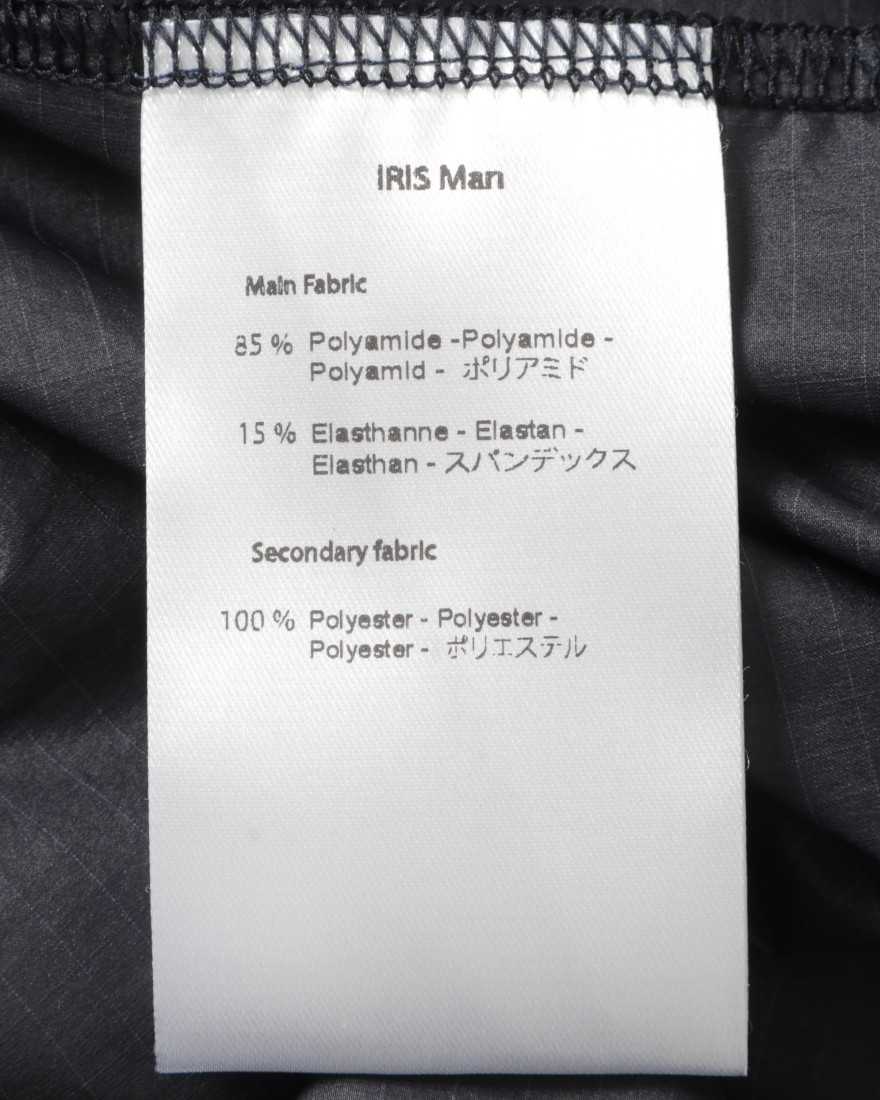 IRIS Man
Main Fabric
85 % Polyamide -Polyamide -
Polyamid - ポリアミド
15 % Elasthanne - Elastan -
Elasthan - スパンデックス
Secondary fabric
100 % Polyester - Polyester -
Polyester - ポリエステル